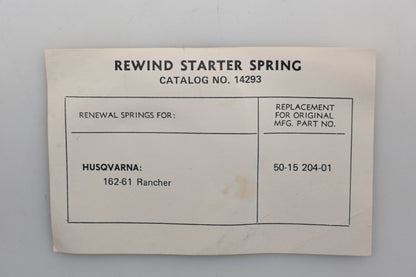 REWIND STARTER SPRING
CATALOG NO. 14293
RENEWAL SPRINGS FOR:
REPLACEMENT
FOR ORIGINAL
MFG. PART NO.
HUSQVARNA:
162-61 Rancher
50-15 204-01